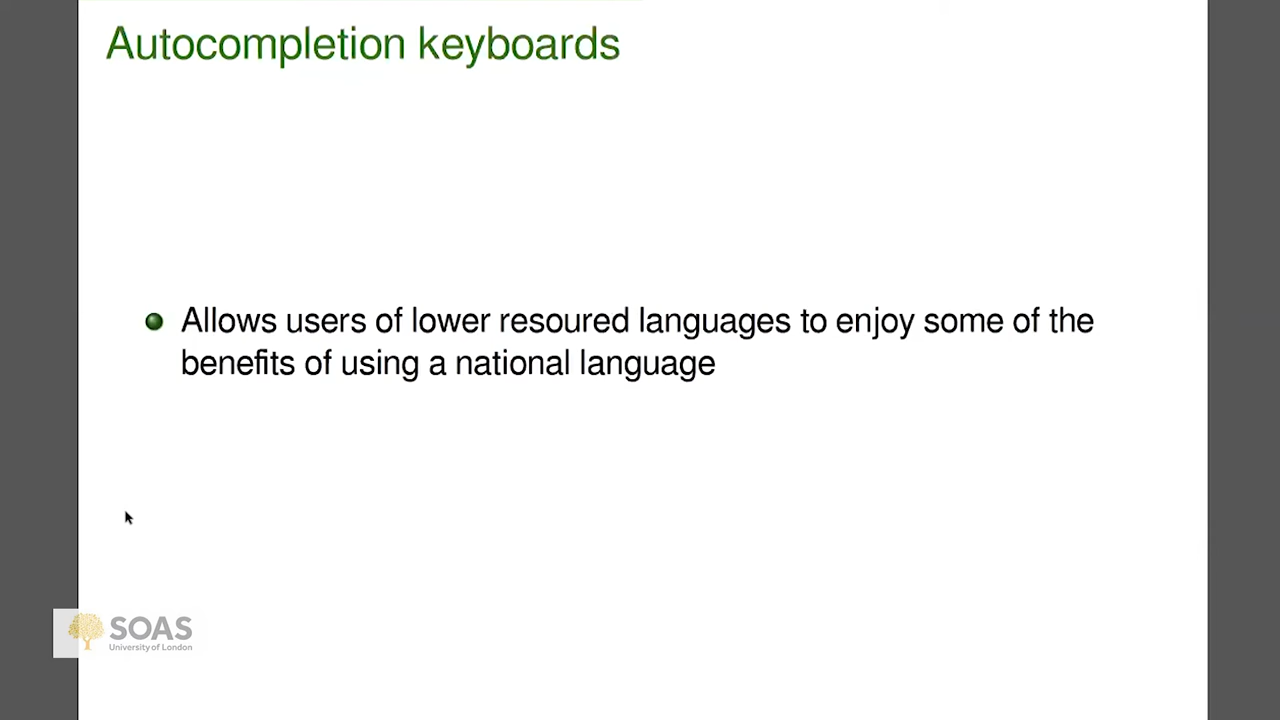 Autocompletion keyboards
Allows users of lower resoured languages to enjoy some of the
benefits of using a national language
SOAS
University of London